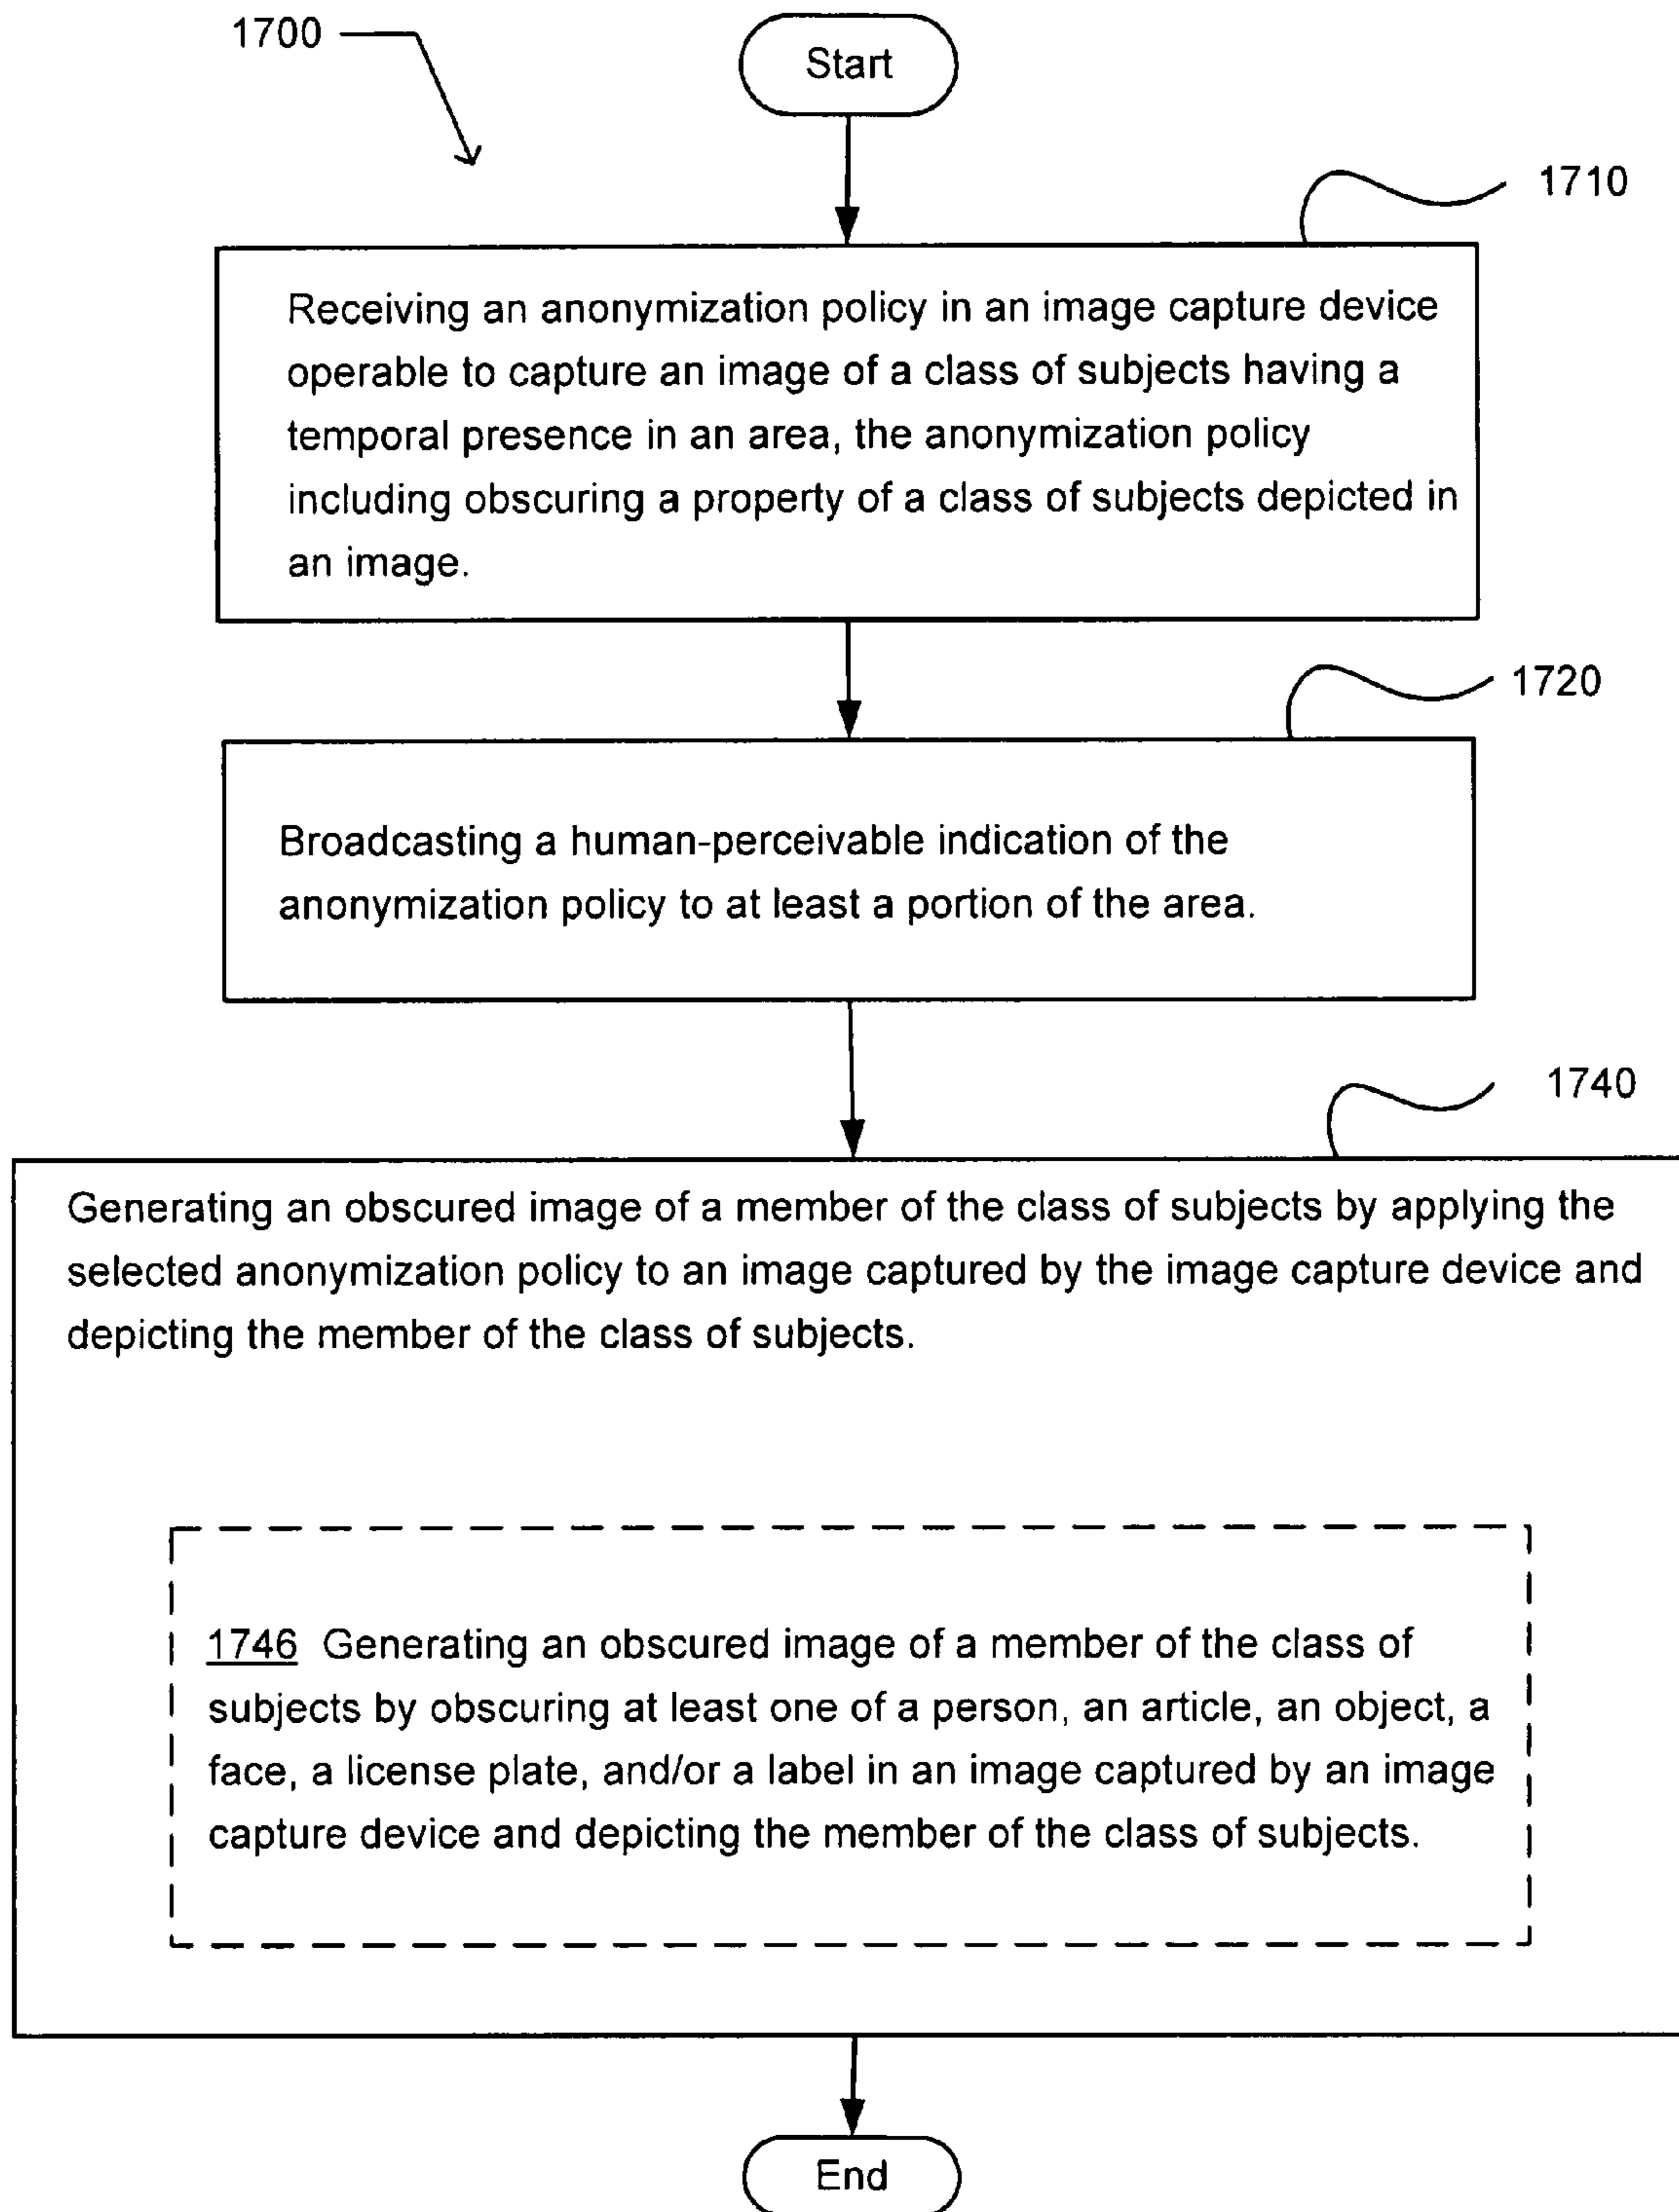 1700
Start
1710
Receiving an anonymization policy in an image capture device
operable to capture an image of a class of subjects having a
temporal presence in an area, the anonymization policy
including obscuring a property of a class of subjects depicted in
an image.
1720
Broadcasting a human-perceivable indication of the
anonymization policy to at least a portion of the area.
1740
Generating an obscured image of a member of the class of subjects by applying the
selected anonymization policy to an image captured by the image capture device and
depicting the member of the class of subjects.
1746 Generating an obscured image of a member of the class of
subjects by obscuring at least one of a person, an article, an object, a
face, a license plate, and/or a label in an image captured by an image
capture device and depicting the member of the class of subjects.
End